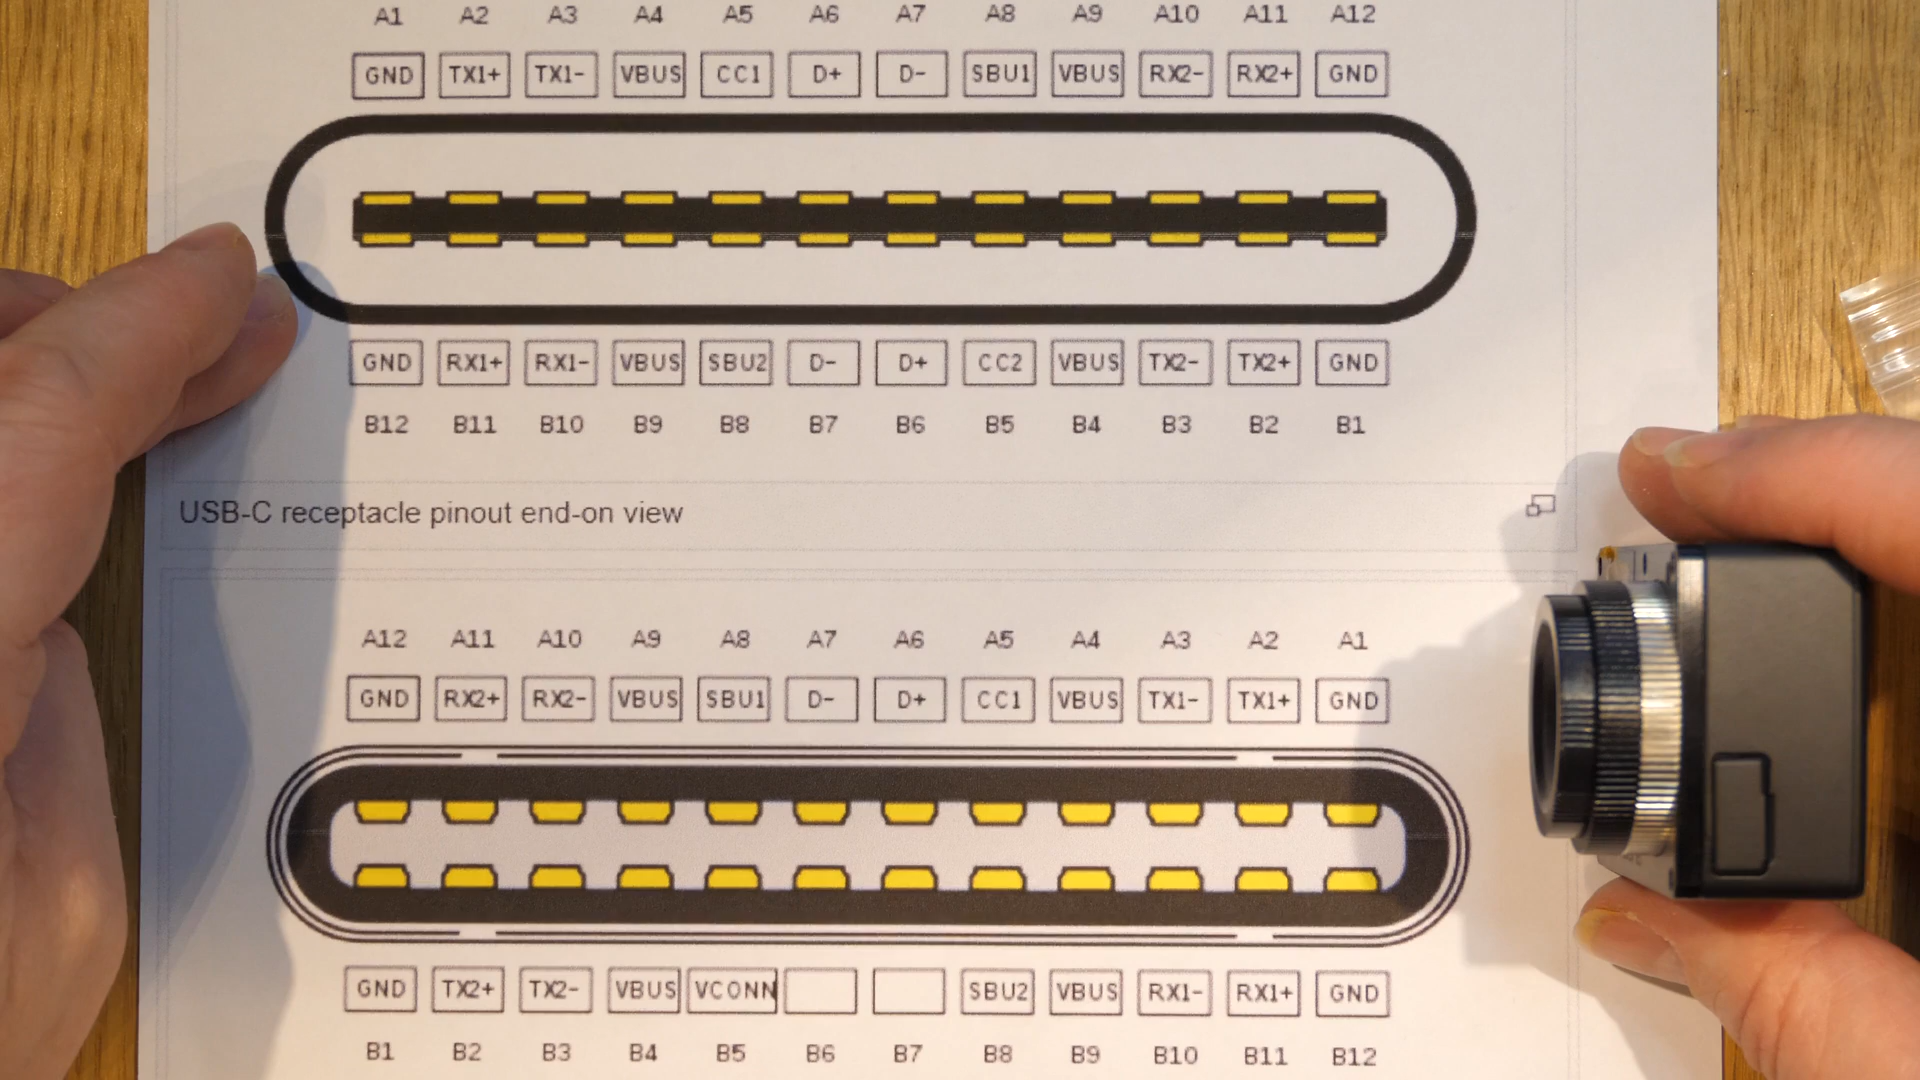 A1 A2 A3 A4 A5 A6 A7 A8 A9 A10 A11 A12
GND TX1+ TX1- VBUS CC1 D+ D- SBU1 VBUS RX2- RX2+ GND
GND RX1+ RX1- VBUS SBU2 D- D+ CC2 VBUS TX2- TX2+ GND
B12 B11 B10 B9 B8 B7 B6 B5 B4 B3 B2 B1
USB-C receptacle pinout end-on view
A12 A11 A10 A9 A8 A7 A6 A5 A4 A3 A2 A1
GND RX2+ RX2- VBUS SBU1 D- D+ CC1 VBUS TX1- TX1+ GND
GND TX2+ TX2- VBUS VCONN SBU2 VBUS RX1- RX1+ GND
B1 B2 B3 B4 B5 B6 B7 B8 B9 B10 B11 B12